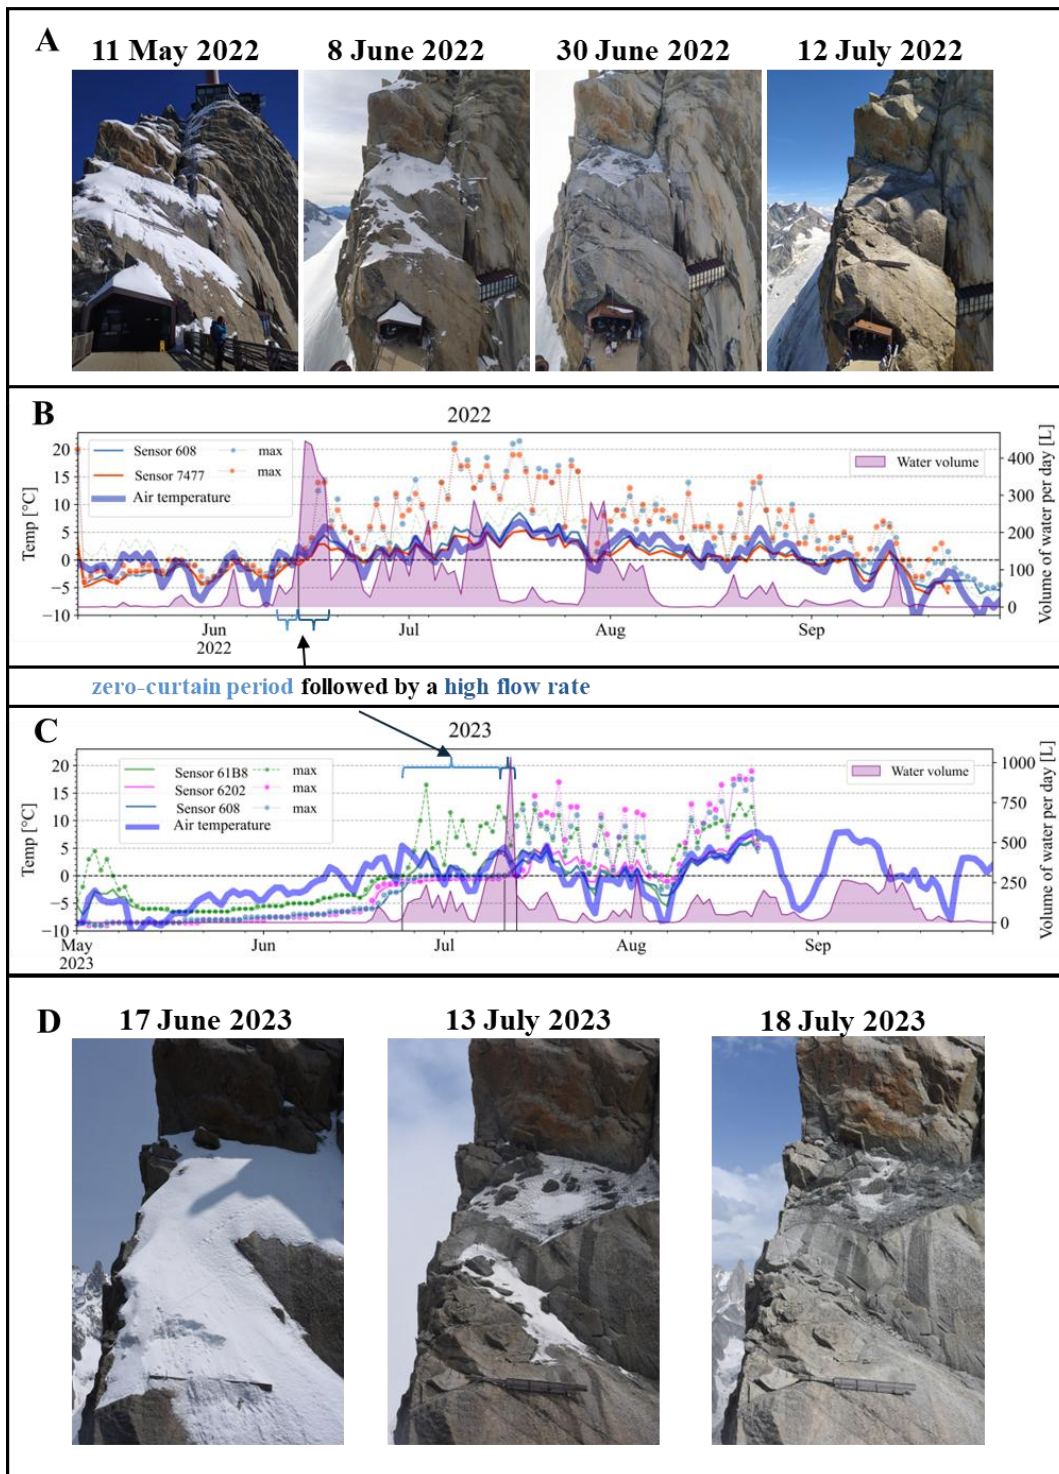 A
11 May 2022 8 June 2022 30 June 2022 12 July 2022
B
2022
Sensor 608 max
Sensor 7477 max
Air temperature
Water volume
Temp [°C]
20
15
10
5
0
−5
−10
Volume of water per day [L]
400
300
200
100
0
Jun Jul Aug Sep
2022
zero-curtain period followed by a high flow rate
C
2023
Sensor 61B8 max
Sensor 6202 max
Sensor 608 max
Air temperature
Water volume
Temp [°C]
20
15
10
5
0
−5
−10
Volume of water per day [L]
1000
750
500
250
0
May Jun Jul Aug Sep
2023
D
17 June 2023 13 July 2023 18 July 2023